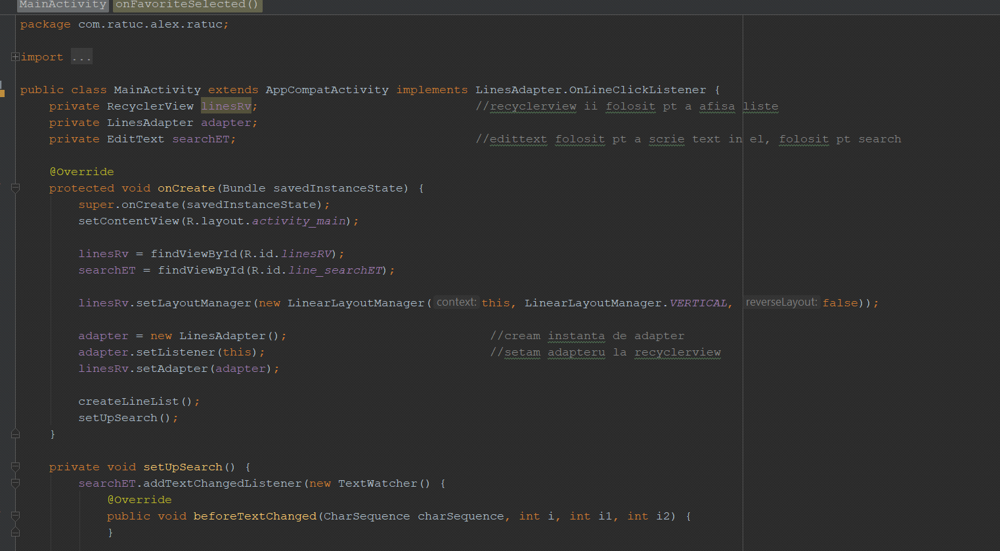 MainActivity onFavoriteSelected()
package com.ratuc.alex.ratuc;
import ...
public class MainActivity extends AppCompatActivity implements LinesAdapter.OnLineClickListener {
private RecyclerView linesRv; //recyclerview ii folosit pt a afisa liste
private LinesAdapter adapter;
private EditText searchET; //edittext folosit pt a scrie text in el, folosit pt search
@Override
protected void onCreate(Bundle savedInstanceState) {
super.onCreate(savedInstanceState);
setContentView(R.layout.activity_main);
linesRv = findViewById(R.id.linesRV);
searchET = findViewById(R.id.line_searchET);
linesRv.setLayoutManager(new LinearLayoutManager( context: this, LinearLayoutManager.VERTICAL, reverseLayout: false));
adapter = new LinesAdapter(); //cream instanta de adapter
adapter.setListener(this); //setam adapteru la recyclerview
linesRv.setAdapter(adapter);
createLineList();
setUpSearch();
}
private void setUpSearch() {
searchET.addTextChangedListener(new TextWatcher() {
@Override
public void beforeTextChanged(CharSequence charSequence, int i, int i1, int i2) {
}